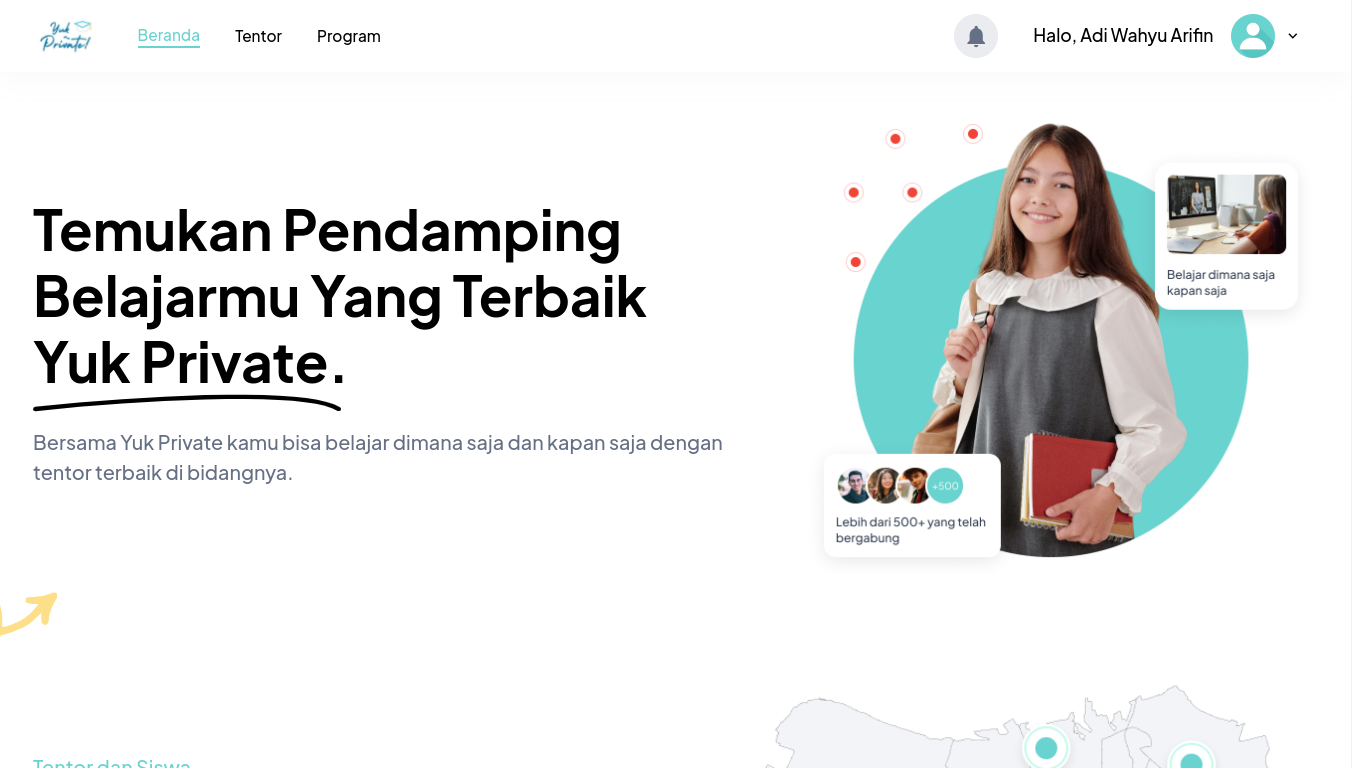 Yuk
Private!
Beranda
Tentor
Program
Halo, Adi Wahyu Arifin
Temukan Pendamping
Belajarmu Yang Terbaik
Yuk Private.
Bersama Yuk Private kamu bisa belajar dimana saja dan kapan saja dengan
tentor terbaik di bidangnya.
Belajar dimana saja
kapan saja
+500
Lebih dari 500+ yang telah
bergabung
Tentor dan Siswa